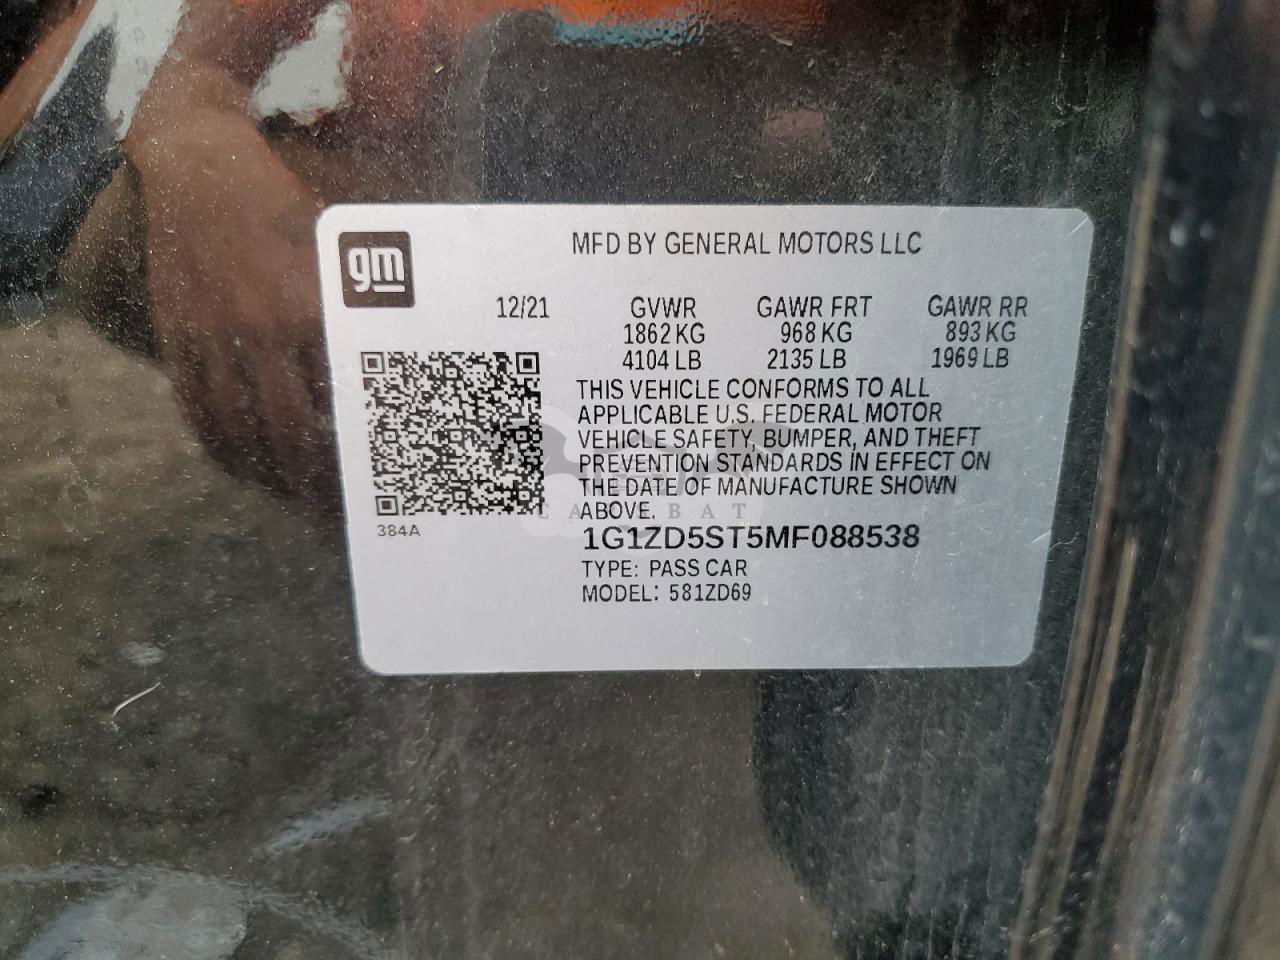 gm
MFD BY GENERAL MOTORS LLC
12/21 GVWR GAWR FRT GAWR RR
1862 KG 968 KG 893 KG
4104 LB 2135 LB 1969 LB
THIS VEHICLE CONFORMS TO ALL
APPLICABLE U.S. FEDERAL MOTOR
VEHICLE SAFETY, BUMPER, AND THEFT
PREVENTION STANDARDS IN EFFECT ON
THE DATE OF MANUFACTURE SHOWN
ABOVE.
384A
1G1ZD5ST5MF088538
TYPE: PASS CAR
MODEL: 581ZD69